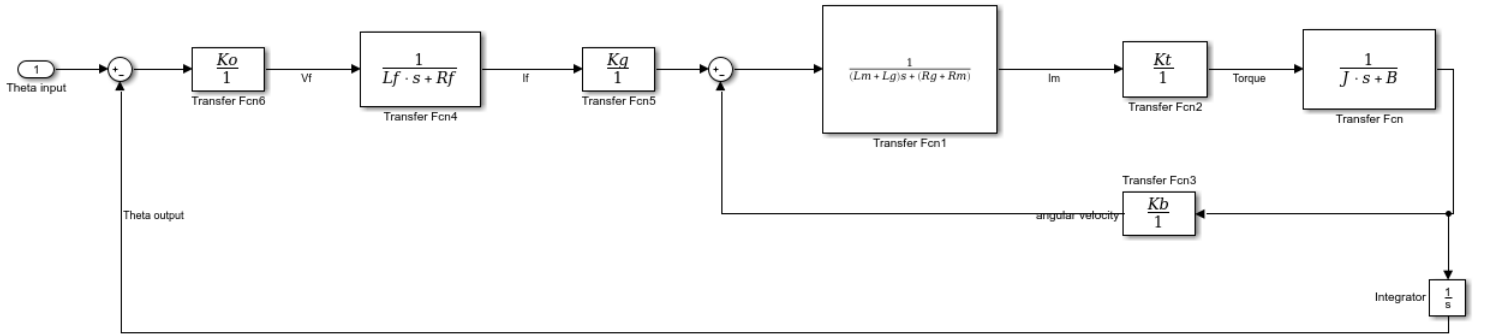 1
Theta input
+
-
Ko
1
Transfer Fcn6
Vf
1
Lf · s + Rf
Transfer Fcn4
If
Kg
1
Transfer Fcn5
+
-
1
(Lm + Lg)s + (Rg + Rm)
Transfer Fcn1
Im
Kt
1
Transfer Fcn2
Torque
1
J · s + B
Transfer Fcn
Transfer Fcn3
Kb
1
angular velocity
Theta output
Integrator
1
s